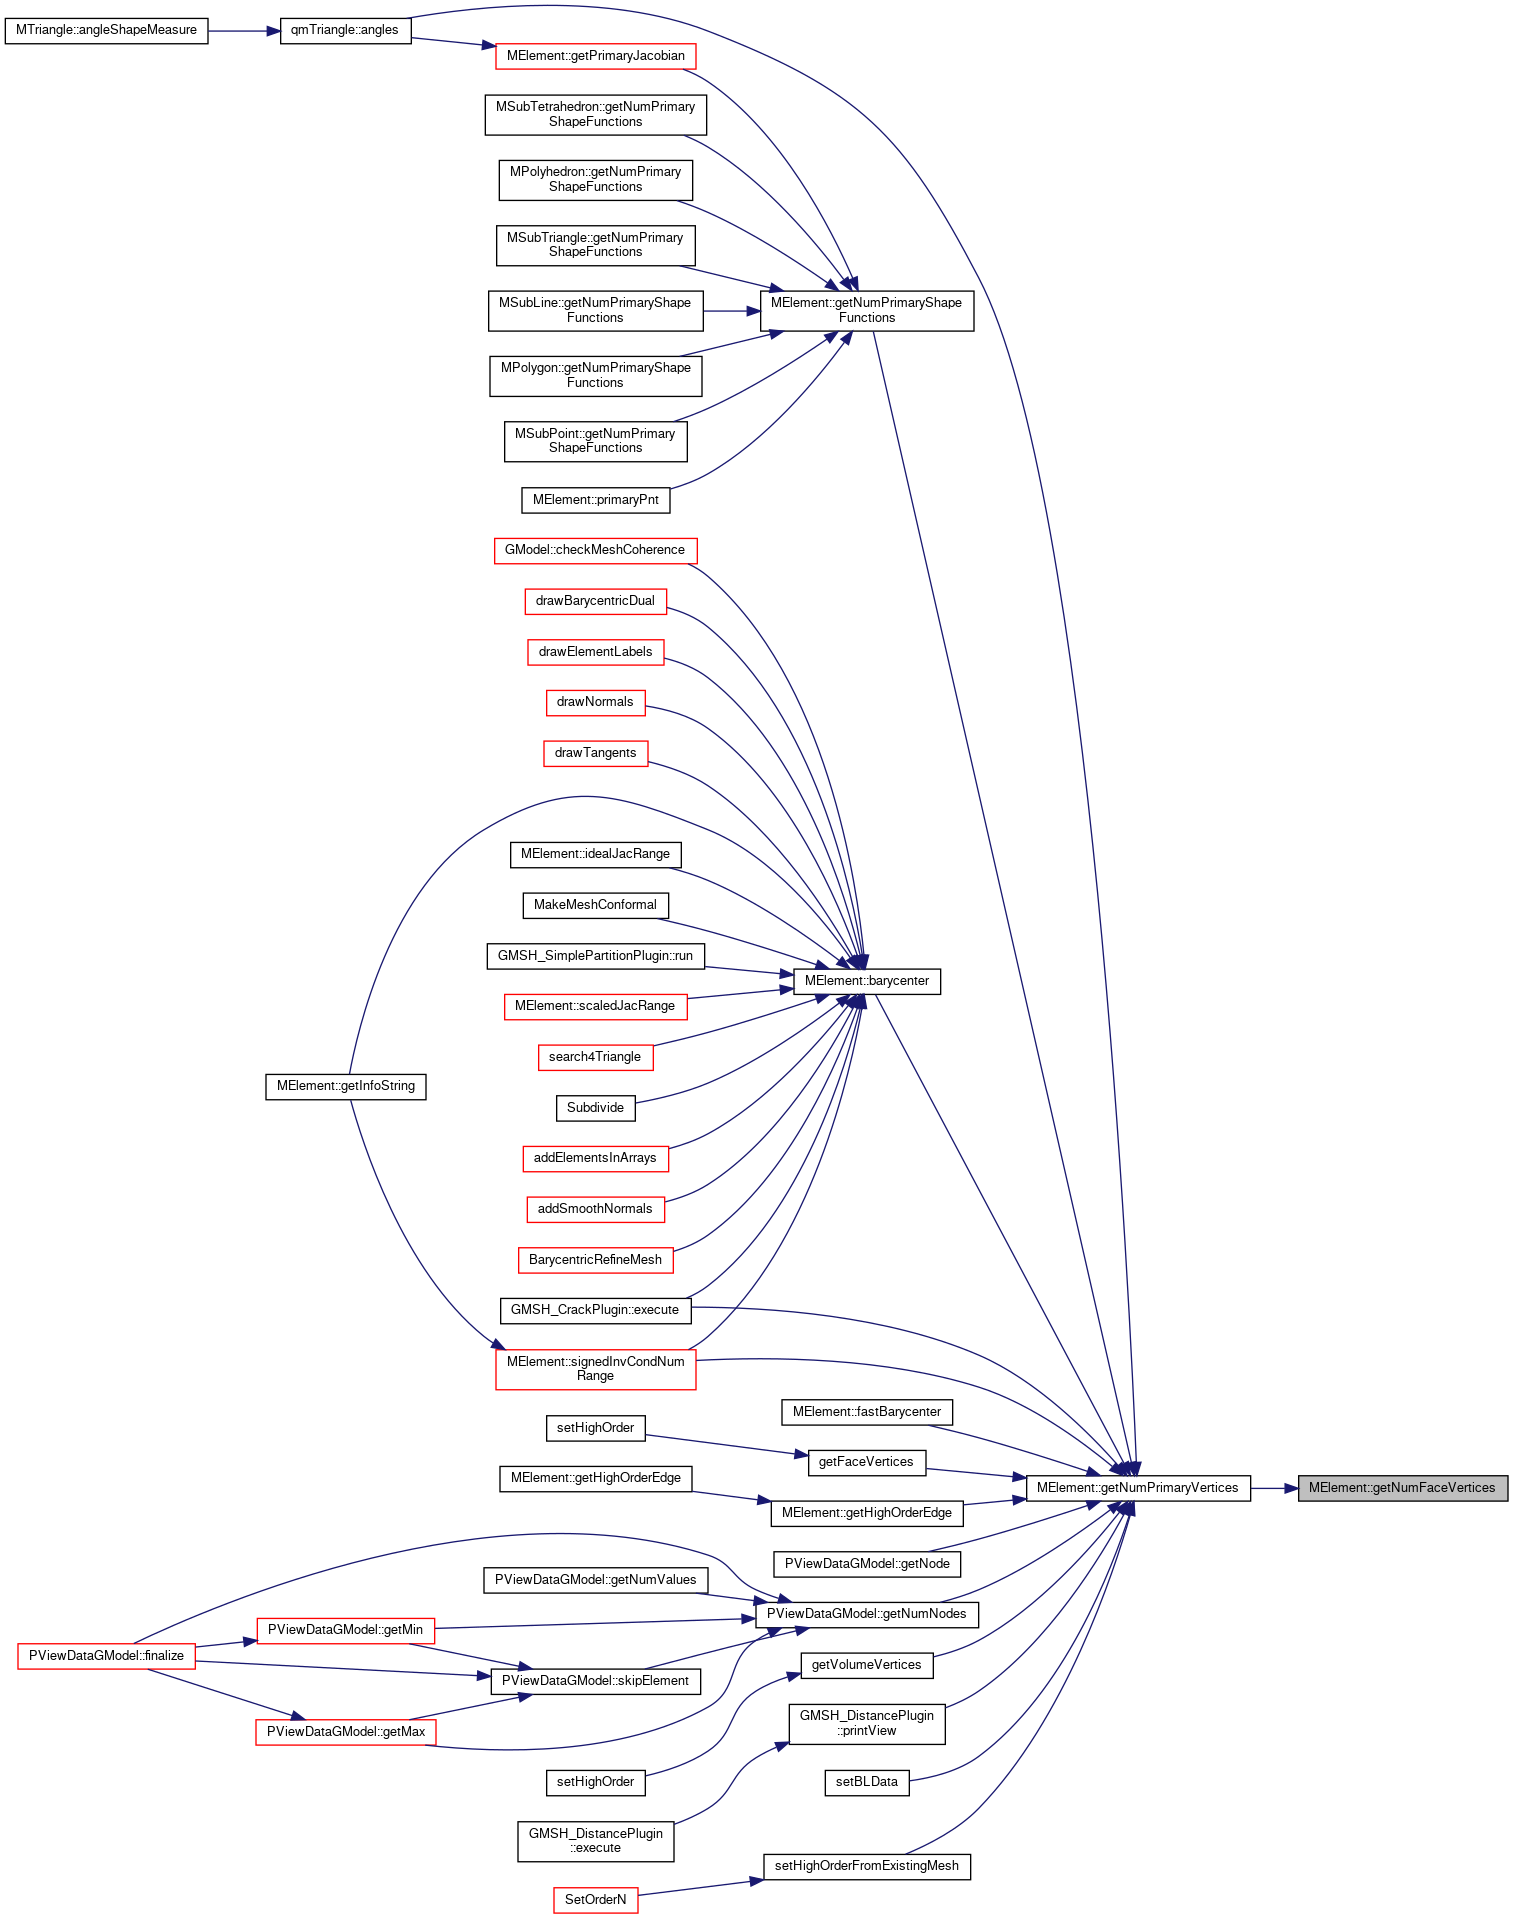 MTriangle::angleShapeMeasure
qmTriangle::angles
MElement::getPrimaryJacobian
MSubTetrahedron::getNumPrimary
ShapeFunctions
MPolyhedron::getNumPrimary
ShapeFunctions
MSubTriangle::getNumPrimary
ShapeFunctions
MSubLine::getNumPrimaryShape
Functions
MElement::getNumPrimaryShape
Functions
MPolygon::getNumPrimaryShape
Functions
MSubPoint::getNumPrimary
ShapeFunctions
MElement::primaryPnt
GModel::checkMeshCoherence
drawBarycentricDual
drawElementLabels
drawNormals
drawTangents
MElement::idealJacRange
MakeMeshConformal
GMSH_SimplePartitionPlugin::run
MElement::barycenter
MElement::scaledJacRange
search4Triangle
MElement::getInfoString
Subdivide
addElementsInArrays
addSmoothNormals
BarycentricRefineMesh
GMSH_CrackPlugin::execute
MElement::signedInvCondNum
Range
MElement::fastBarycenter
setHighOrder
getFaceVertices
MElement::getHighOrderEdge
MElement::getNumPrimaryVertices
MElement::getNumFaceVertices
MElement::getHighOrderEdge
PViewDataGModel::getNode
PViewDataGModel::getNumValues
PViewDataGModel::getNumNodes
PViewDataGModel::getMin
PViewDataGModel::finalize
getVolumeVertices
PViewDataGModel::skipElement
GMSH_DistancePlugin
::printView
PViewDataGModel::getMax
setHighOrder
setBLData
GMSH_DistancePlugin
::execute
setHighOrderFromExistingMesh
SetOrderN